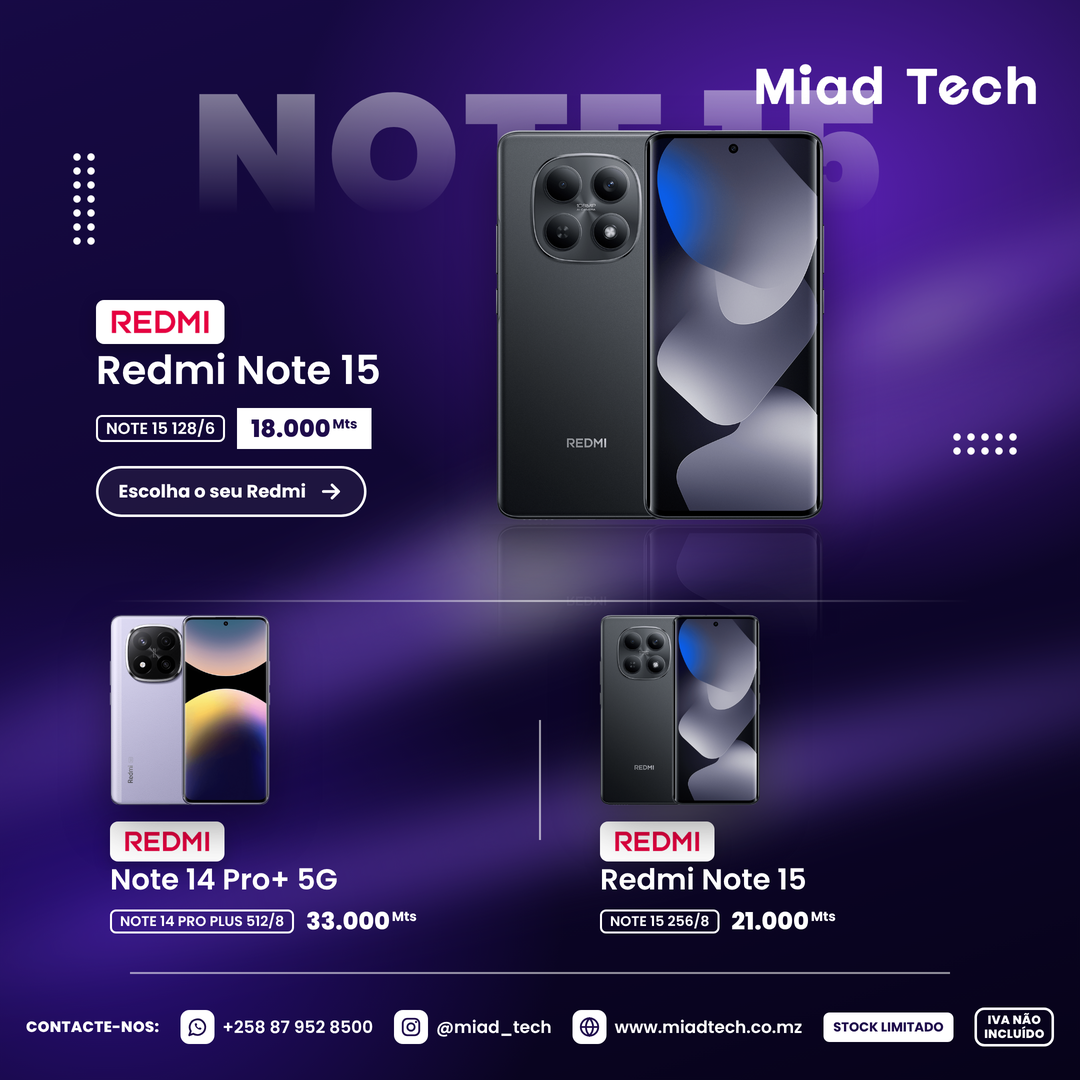 Miad Tech
NOTE 15
REDMI
Redmi Note 15
NOTE 15 128/6 18.000 Mts
Escolha o seu Redmi →
REDMI
REDMI
Note 14 Pro+ 5G
NOTE 14 PRO PLUS 512/8 33.000 Mts
REDMI
REDMI
Redmi Note 15
NOTE 15 256/8 21.000 Mts
CONTACTE-NOS: +258 87 952 8500 @miad_tech www.miadtech.co.mz STOCK LIMITADO
IVA NÃO
INCLUÍDO